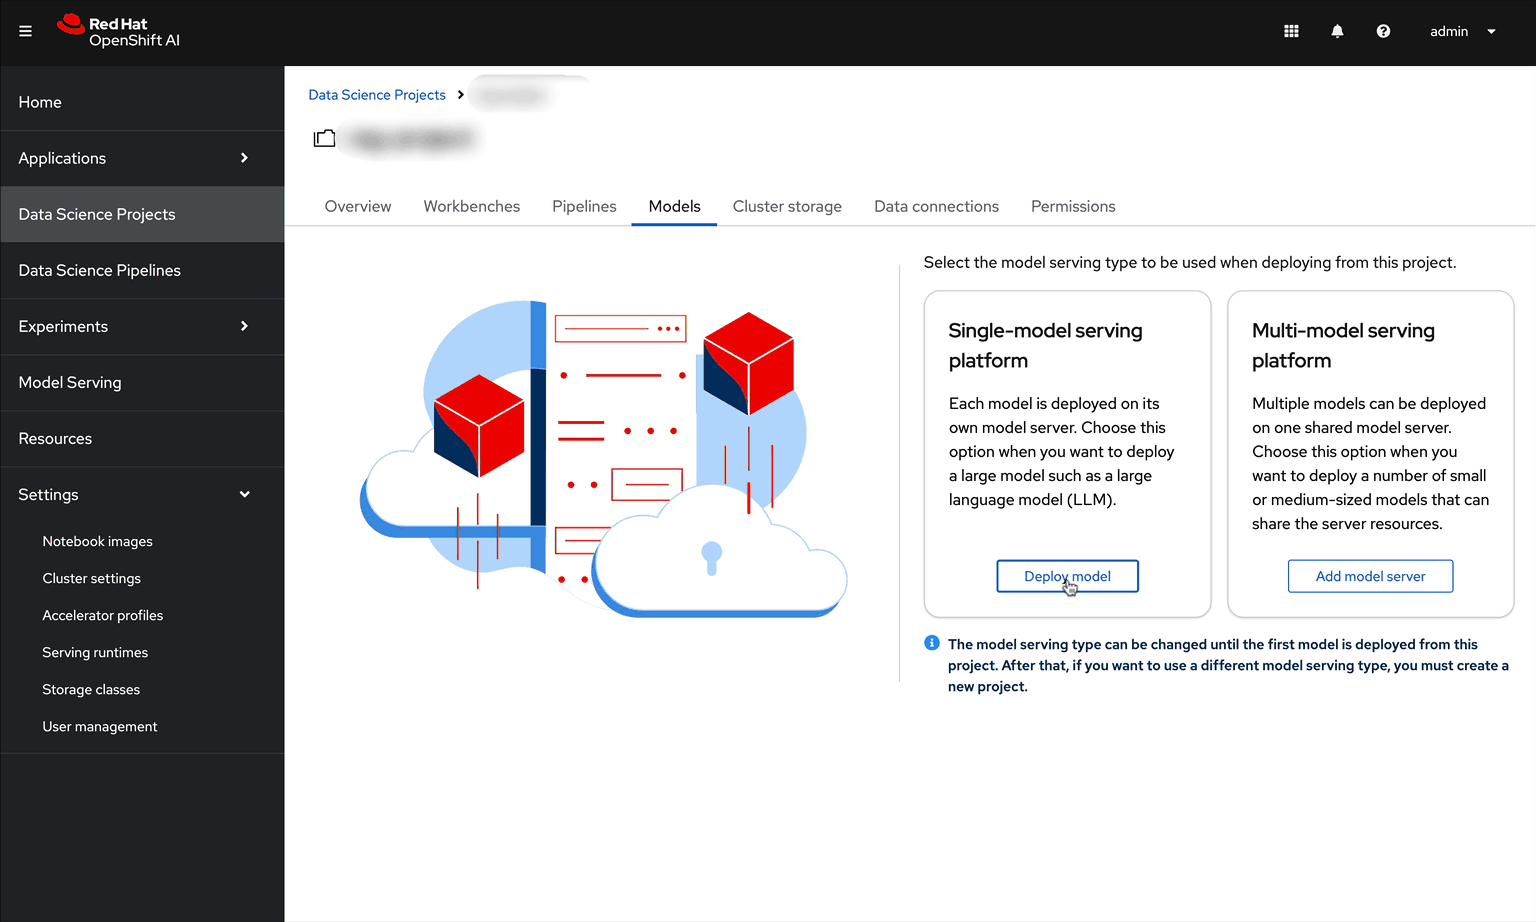 Red Hat
OpenShift AI
admin
Home
Applications
Data Science Projects
Data Science Pipelines
Experiments
Model Serving
Resources
Settings
Notebook images
Cluster settings
Accelerator profiles
Serving runtimes
Storage classes
User management
Data Science Projects
Overview
Workbenches
Pipelines
Models
Cluster storage
Data connections
Permissions
Select the model serving type to be used when deploying from this project.
Single-model serving
platform
Each model is deployed on its
own model server. Choose this
option when you want to deploy
a large model such as a large
language model (LLM).
Deploy model
Multi-model serving
platform
Multiple models can be deployed
on one shared model server.
Choose this option when you
want to deploy a number of small
or medium-sized models that can
share the server resources.
Add model server
The model serving type can be changed until the first model is deployed from this
project. After that, if you want to use a different model serving type, you must create a
new project.